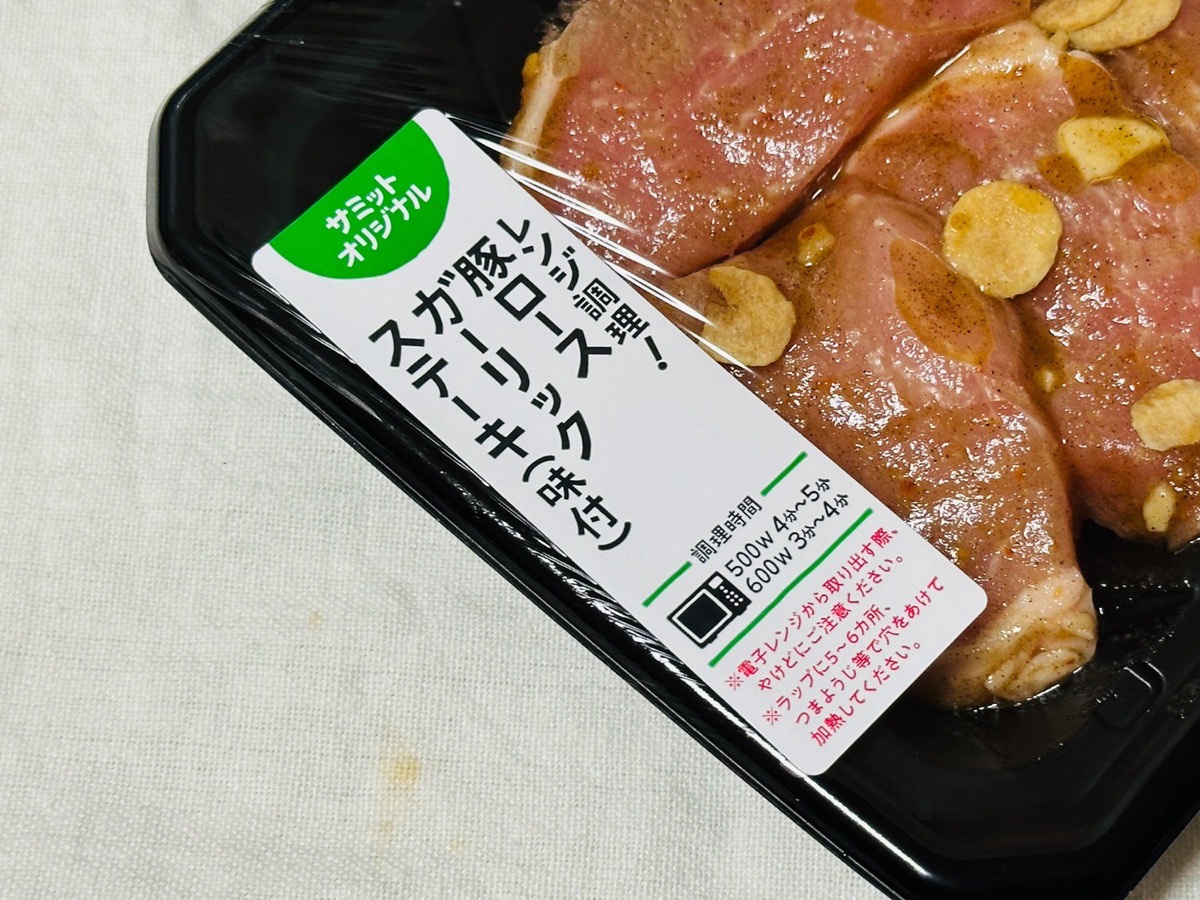 サミット
オリジナル
レンジ調理!
豚ロース
ガーリック
ステーキ(味付)
調理時間
500W 4分~5分
600W 3分~4分
※電子レンジから取り出す際、
やけどにご注意ください。
※ラップに5~6カ所、
つまようじ等で穴をあけて
加熱してください。